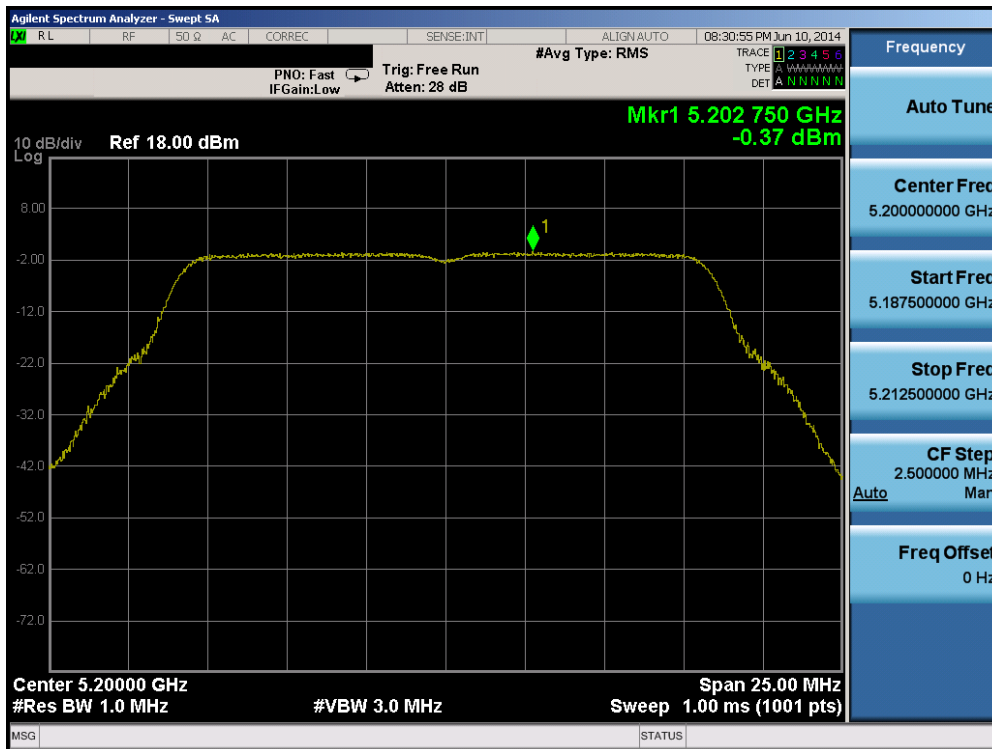 Agilent Spectrum Analyzer - Swept SA
LXI RL RF 50 Ω AC CORREC SENSE:INT ALIGN AUTO 08:30:55 PM Jun 10, 2014
#Avg Type: RMS
TRACE 1 2 3 4 5 6
PNO: Fast Trig: Free Run
TYPE A WWWWW
IFGain:Low Atten: 28 dB
DET A N N N N N
Mkr1 5.202 750 GHz
-0.37 dBm
10 dB/div Ref 18.00 dBm
Log
1
8.00
-2.00
-12.0
-22.0
-32.0
-42.0
-52.0
-62.0
-72.0
Center 5.20000 GHz Span 25.00 MHz
#Res BW 1.0 MHz #VBW 3.0 MHz Sweep 1.00 ms (1001 pts)
MSG STATUS
Frequency
Auto Tune
Center Freq
5.200000000 GHz
Start Freq
5.187500000 GHz
Stop Freq
5.212500000 GHz
CF Step
2.500000 MHz
Auto Man
Freq Offset
0 Hz